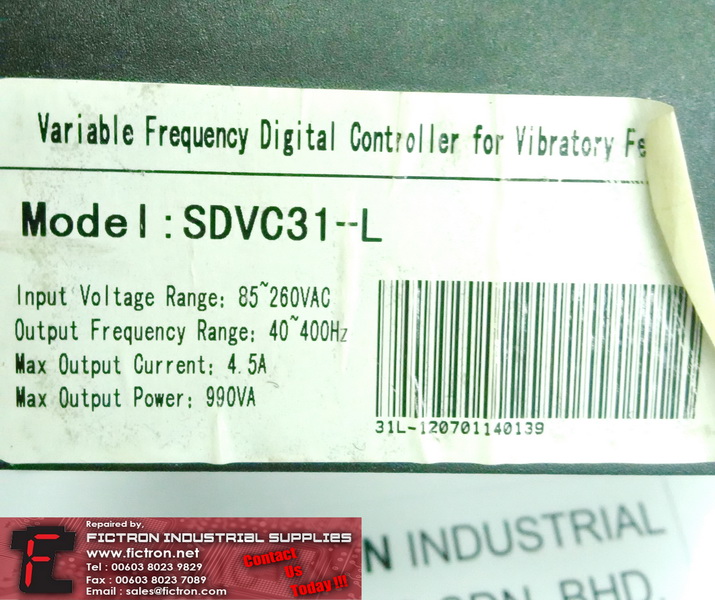 Variable Frequency Digital Controller for Vibratory Fe
Model:SDVC31--L
Input Voltage Range: 85~260VAC
Output Frequency Range: 40~400Hz
Max Output Current: 4.5A
Max Output Power: 990VA
31L-120701140139
N INDUSTRIAL
SDN. BHD.
Repaired by,
FICTRON INDUSTRIAL SUPPLIES
www.fictron.net
Tel : 00603 8023 9829
Fax : 00603 8023 7089
Email : sales@fictron.com
Contact
Us
Today !!!